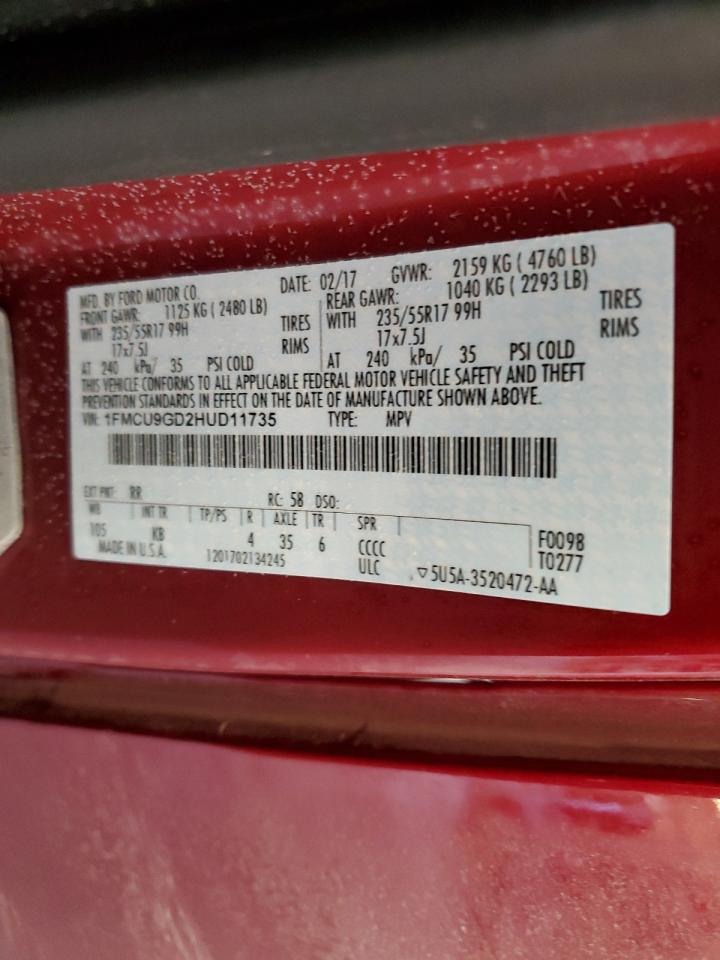 MFD. BY FORD MOTOR CO. DATE: 02/17 GVWR: 2159 KG ( 4760 LB)
FRONT GAWR: 1125 KG ( 2480 LB) REAR GAWR: 1040 KG ( 2293 LB)
WITH 235/55R17 99H TIRES WITH 235/55R17 99H TIRES
17x7.5J RIMS 17x7.5J RIMS
AT 240 kPa/ 35 PSI COLD AT 240 kPa/ 35 PSI COLD
THIS VEHICLE CONFORMS TO ALL APPLICABLE FEDERAL MOTOR VEHICLE SAFETY AND THEFT
PREVENTION STANDARDS IN EFFECT ON THE DATE OF MANUFACTURE SHOWN ABOVE.
VIN: 1FMCU9GD2HUD11735 TYPE: MPV
EXT PNT: RR RC: 58 DSO:
WB INT TR TP/PS R AXLE TR SPR
105 KB 4 35 6 CCCC F0098
MADE IN U.S.A. 1201702134245 ULC T0277
▽5U5A-3520472-AA